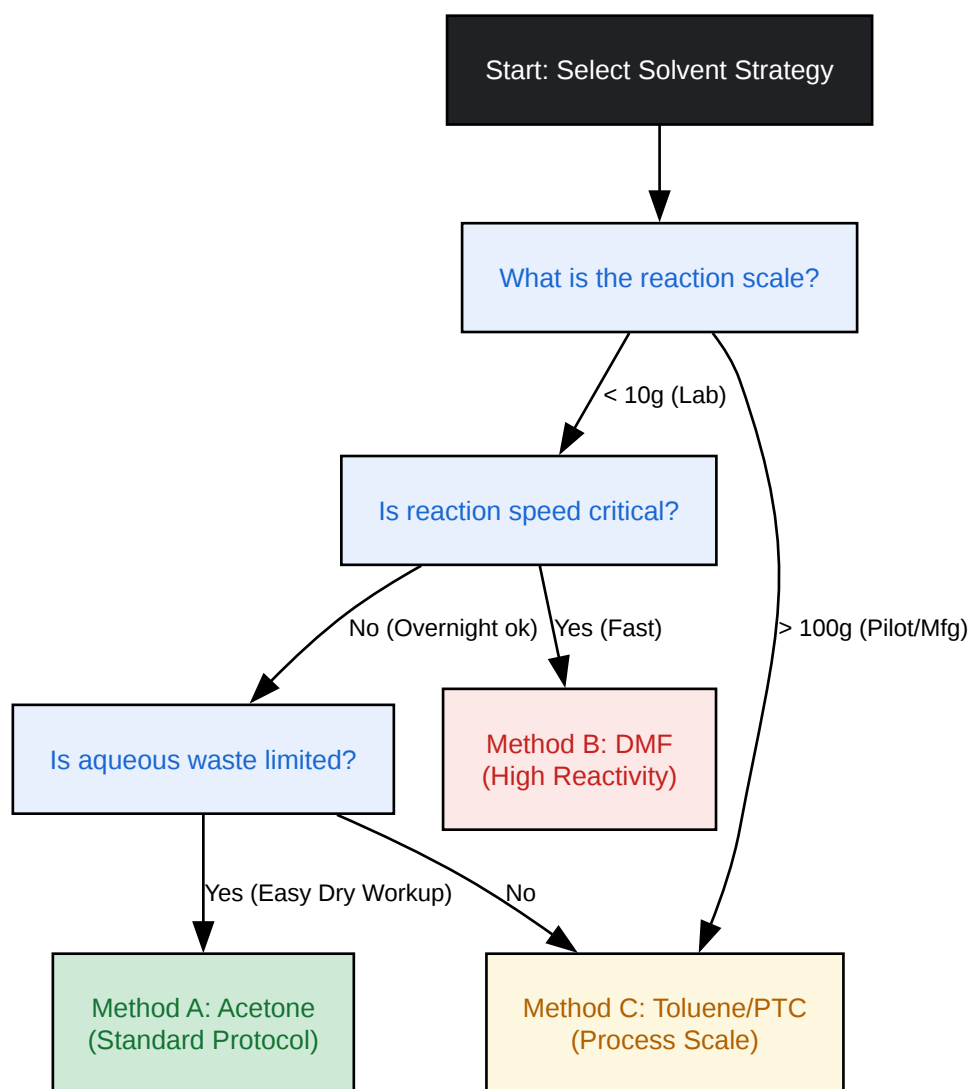 Start: Select Solvent Strategy
What is the reaction scale?
< 10g (Lab)
Is reaction speed critical?
No (Overnight ok)
Yes (Fast)
> 100g (Pilot/Mfg)
Method B: DMF
(High Reactivity)
Is aqueous waste limited?
Yes (Easy Dry Workup)
No
Method A: Acetone
(Standard Protocol)
Method C: Toluene/PTC
(Process Scale)